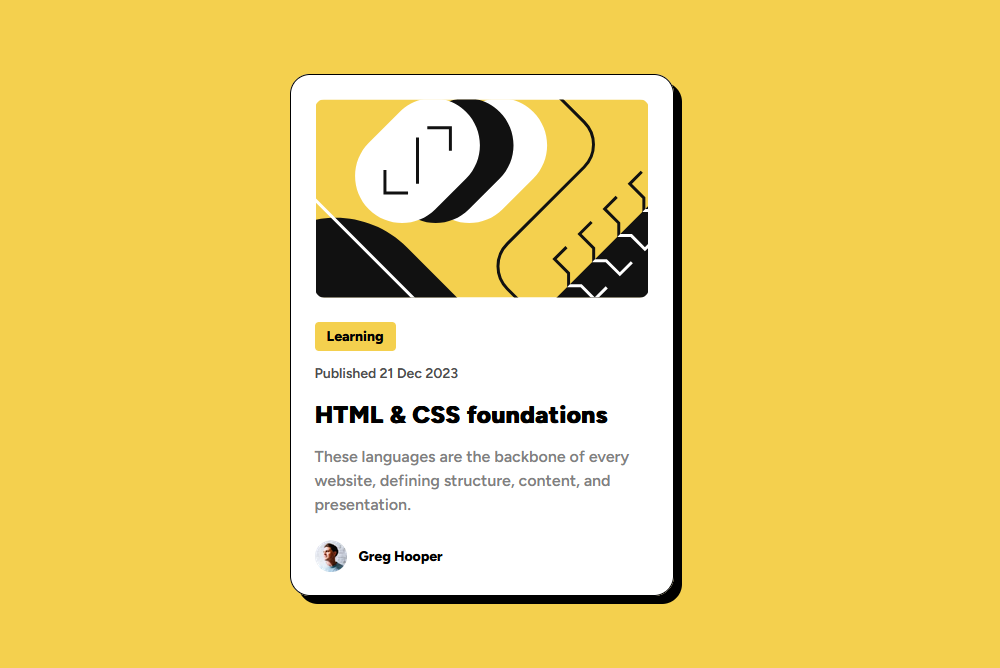 Learning
Published 21 Dec 2023
HTML & CSS foundations
These languages are the backbone of every
website, defining structure, content, and
presentation.
Greg Hooper